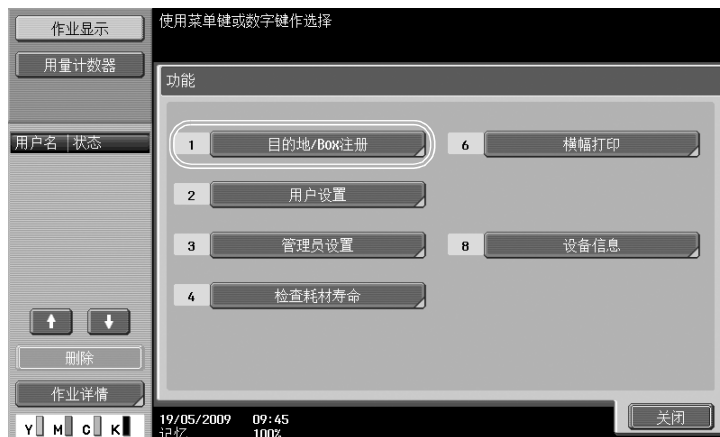 作业显示
用量计数器
使用菜单键或数字键作选择
功能
用户名 状态
1 目的地/Box注册
6 横幅打印
2 用户设置
3 管理员设置
8 设备信息
4 检查耗材寿命
删除
作业详情
Y M C K
19/05/2009 09:45
记忆 100%
关闭